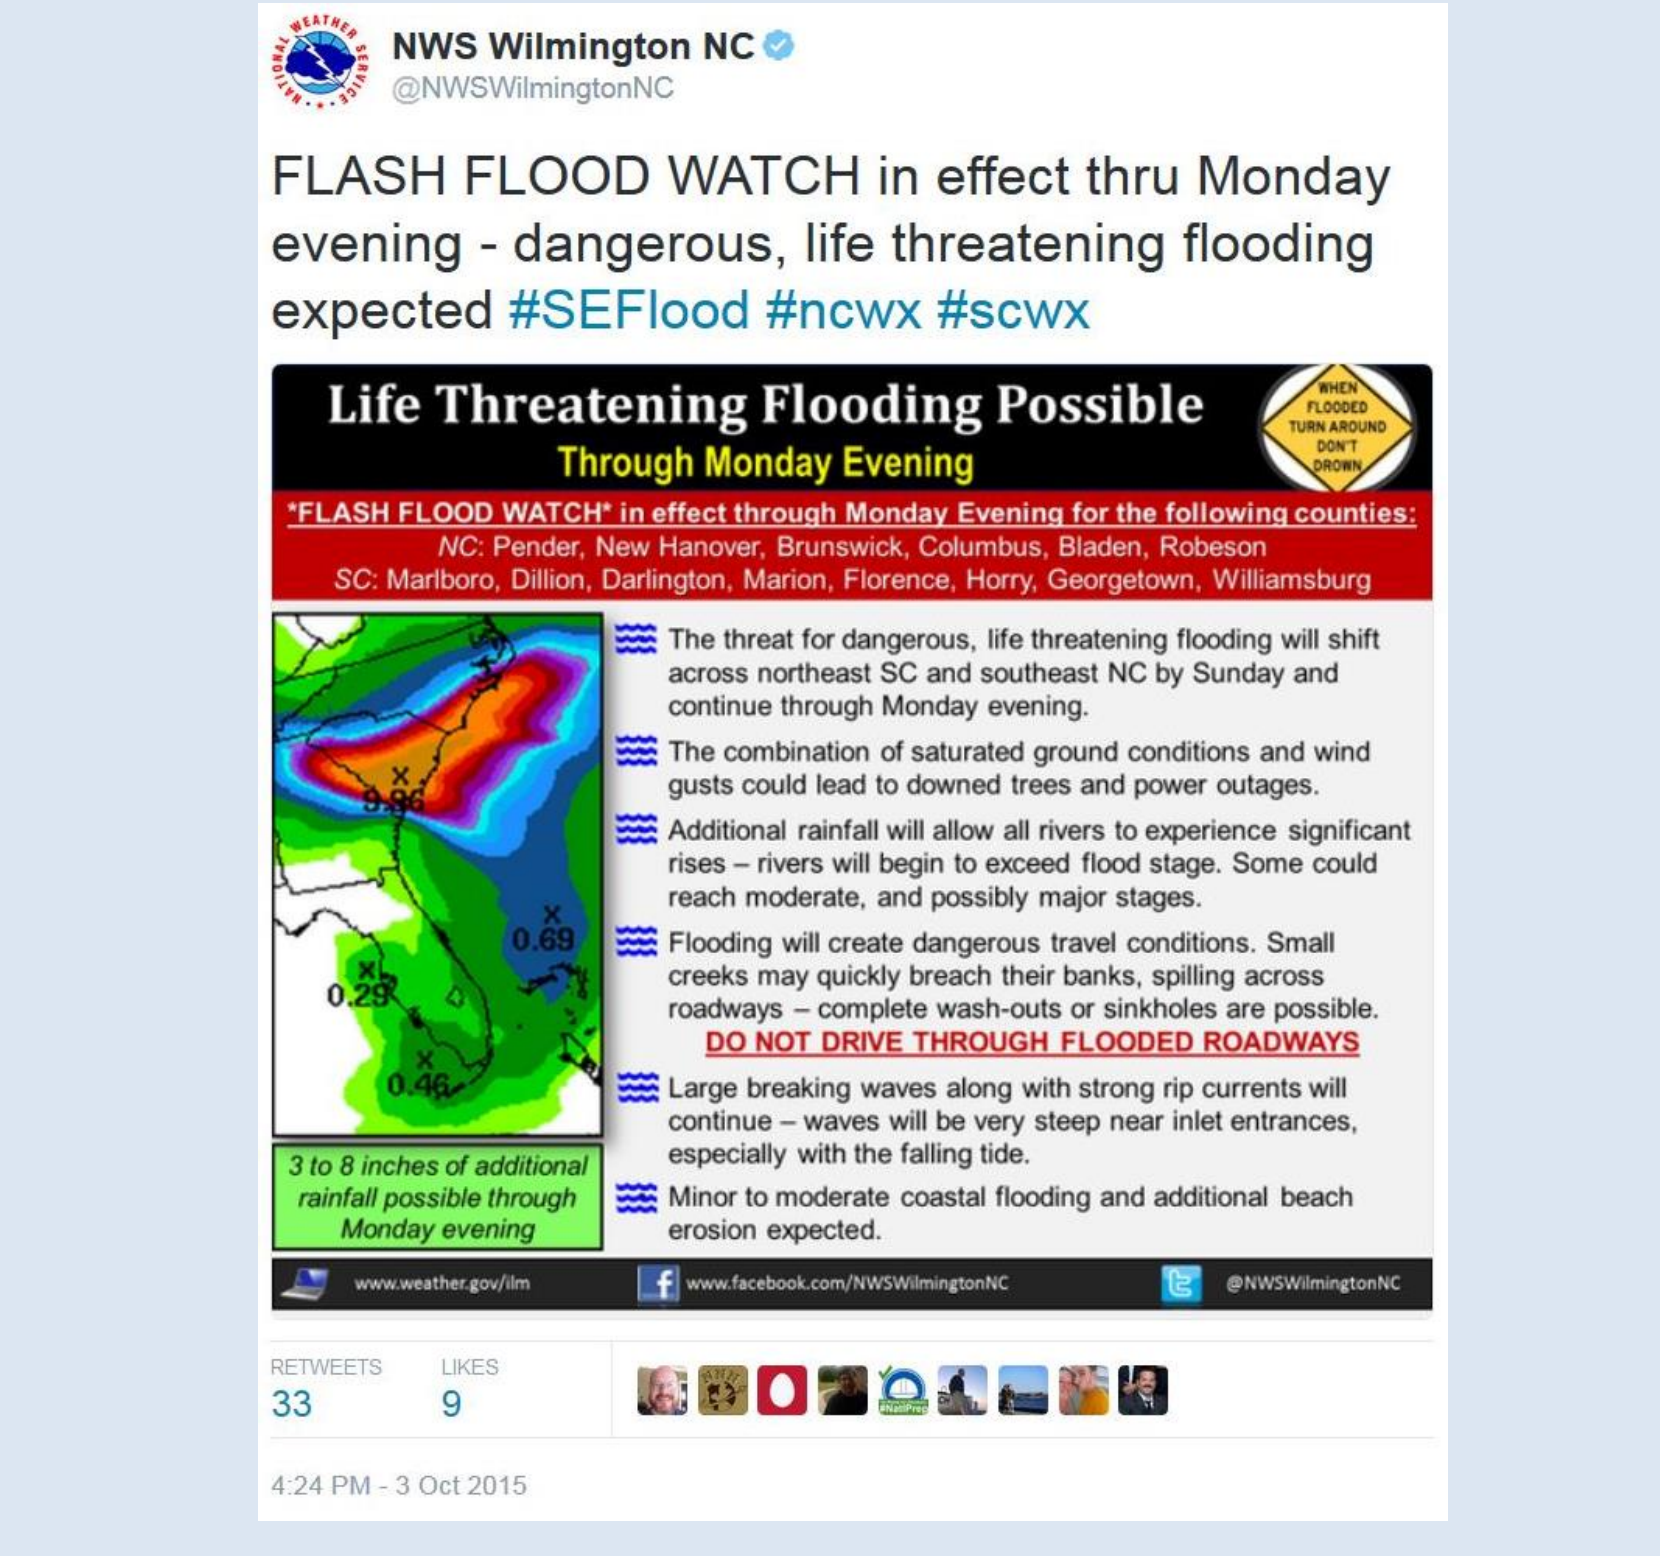 NATIONAL WEATHER SERVICE
NWS Wilmington NC
@NWSWilmingtonNC
FLASH FLOOD WATCH in effect thru Monday
evening - dangerous, life threatening flooding
expected #SEFlood #ncwx #scwx
Life Threatening Flooding Possible
Through Monday Evening
WHEN
FLOODED
TURN AROUND
DON'T
DROWN
*FLASH FLOOD WATCH* in effect through Monday Evening for the following counties:
NC: Pender, New Hanover, Brunswick, Columbus, Bladen, Robeson
SC: Marlboro, Dillion, Darlington, Marion, Florence, Horry, Georgetown, Williamsburg
X
9.96
X
0.69
X
0.29
X
0.46
3 to 8 inches of additional
rainfall possible through
Monday evening
The threat for dangerous, life threatening flooding will shift
across northeast SC and southeast NC by Sunday and
continue through Monday evening.
The combination of saturated ground conditions and wind
gusts could lead to downed trees and power outages.
Additional rainfall will allow all rivers to experience significant
rises – rivers will begin to exceed flood stage. Some could
reach moderate, and possibly major stages.
Flooding will create dangerous travel conditions. Small
creeks may quickly breach their banks, spilling across
roadways – complete wash-outs or sinkholes are possible.
DO NOT DRIVE THROUGH FLOODED ROADWAYS
Large breaking waves along with strong rip currents will
continue – waves will be very steep near inlet entrances,
especially with the falling tide.
Minor to moderate coastal flooding and additional beach
erosion expected.
www.weather.gov/ilm
www.facebook.com/NWSWilmingtonNC
@NWSWilmingtonNC
RETWEETS
33
LIKES
9
#NatlPrep
4:24 PM - 3 Oct 2015